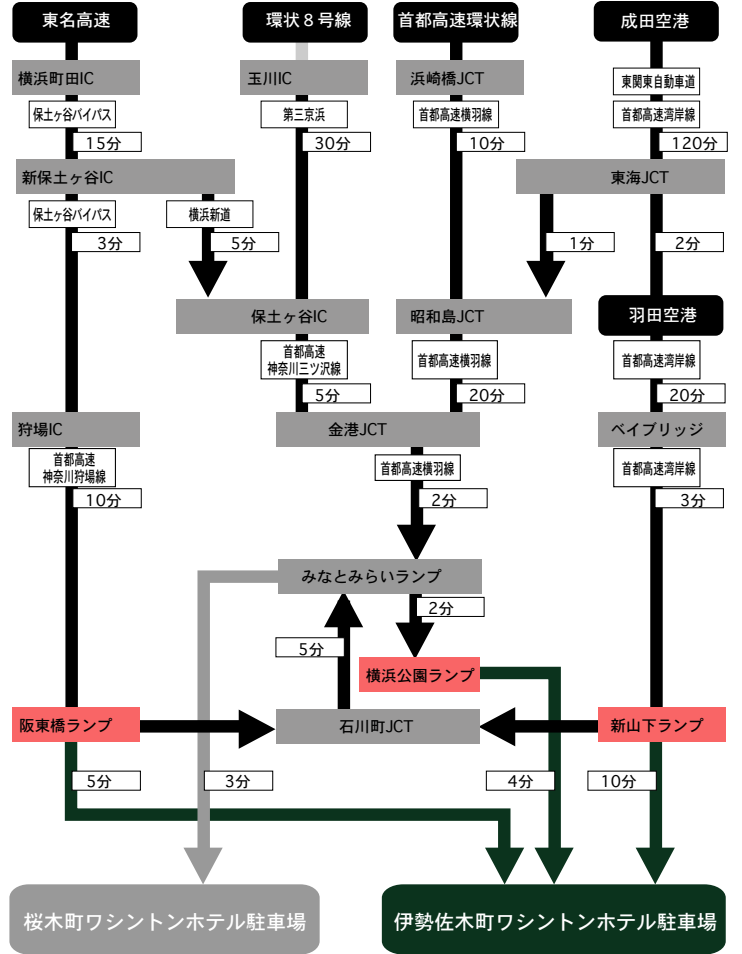 東名高速
環状８号線
首都高速環状線
成田空港
横浜町田IC
玉川IC
浜崎橋JCT
東関東自動車道
保土ヶ谷バイパス
第三京浜
首都高速横羽線
首都高速湾岸線
15分
30分
10分
120分
新保土ヶ谷IC
東海JCT
保土ヶ谷バイパス
横浜新道
3分
5分
1分
2分
保土ヶ谷IC
昭和島JCT
羽田空港
首都高速
神奈川三ツ沢線
首都高速横羽線
首都高速湾岸線
5分
20分
20分
狩場IC
金港JCT
ベイブリッジ
首都高速
神奈川狩場線
首都高速横羽線
首都高速湾岸線
10分
2分
3分
みなとみらいランプ
2分
5分
横浜公園ランプ
阪東橋ランプ
石川町JCT
新山下ランプ
5分
3分
4分
10分
桜木町ワシントンホテル駐車場
伊勢佐木町ワシントンホテル駐車場